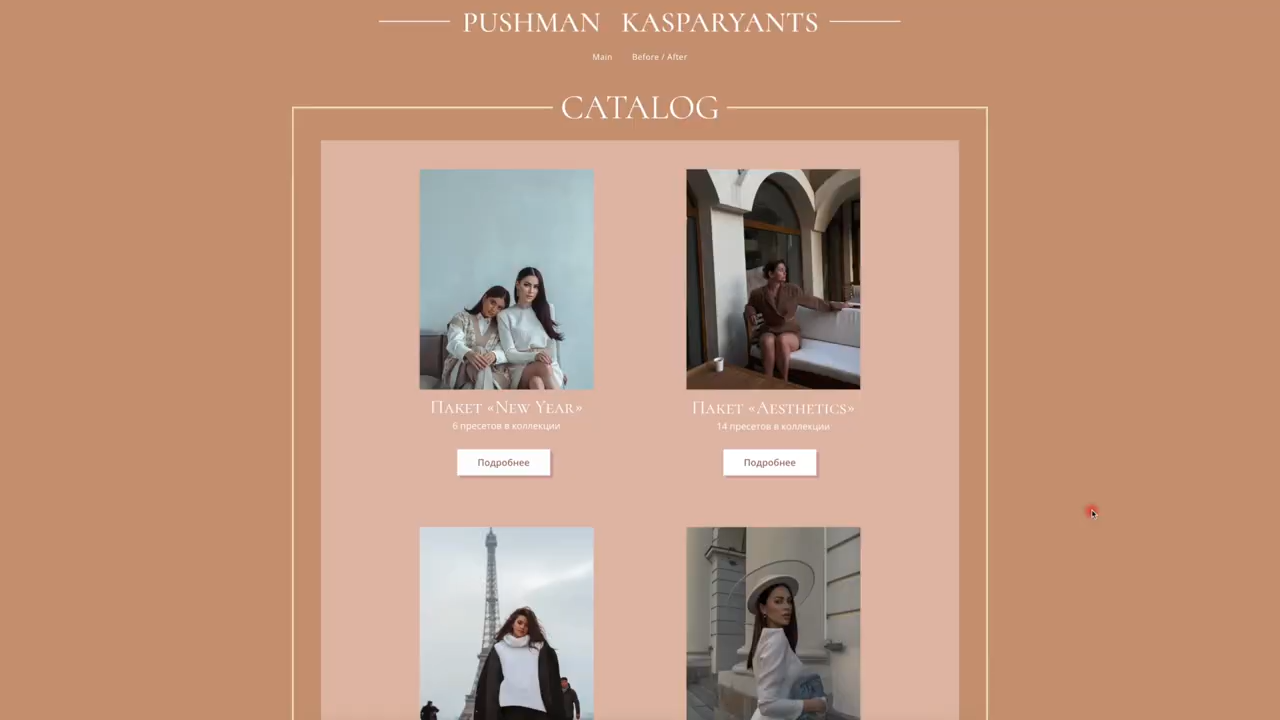 PUSHMAN KASPARYANTS
Main Before / After
CATALOG
Пакет «New Year»
6 пресетов в коллекции
Подробнее
Пакет «Aesthetics»
14 пресетов в коллекции
Подробнее